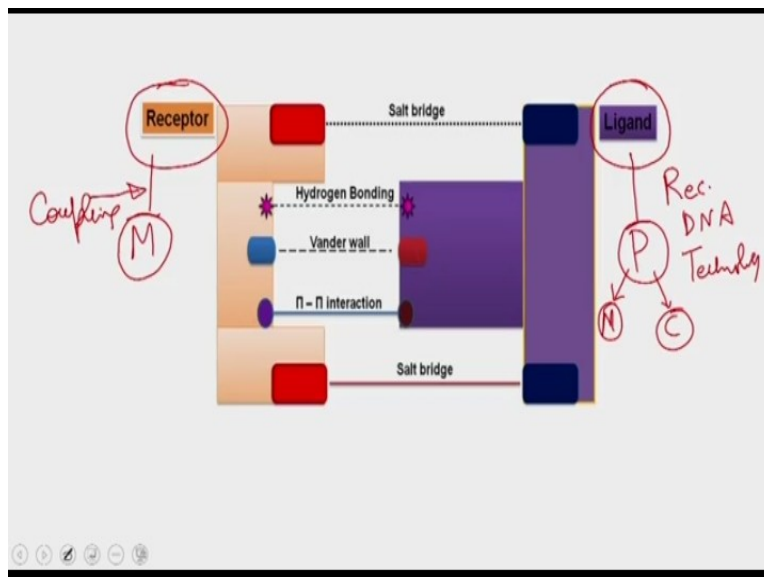 Receptor
Salt bridge
Ligand
Coupling
M
Hydrogen Bonding
Vander wall
Π – Π interaction
Salt bridge
Rec.
DNA
Technology
P
N
C